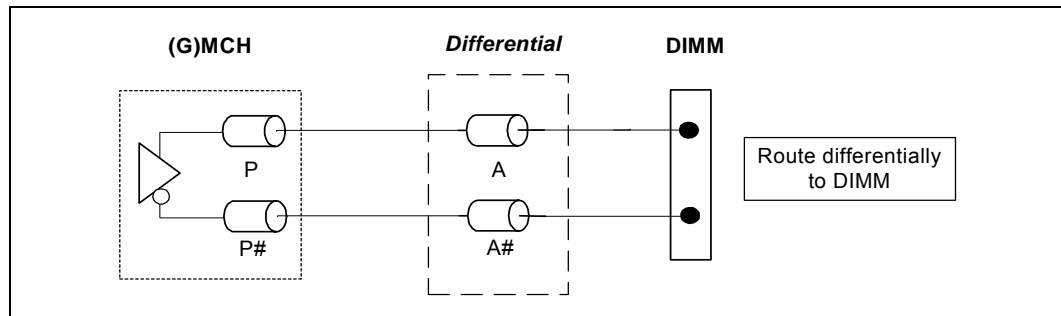 (G)MCH
Differential
DIMM
P
A
P#
A#
Route differentially
to DIMM